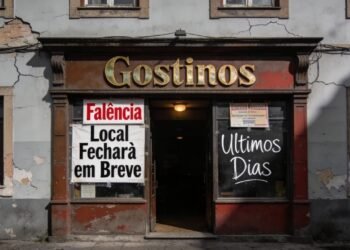 Gostinos
Falência
Local
Fecharà
em Breve
Ultimos
Dias